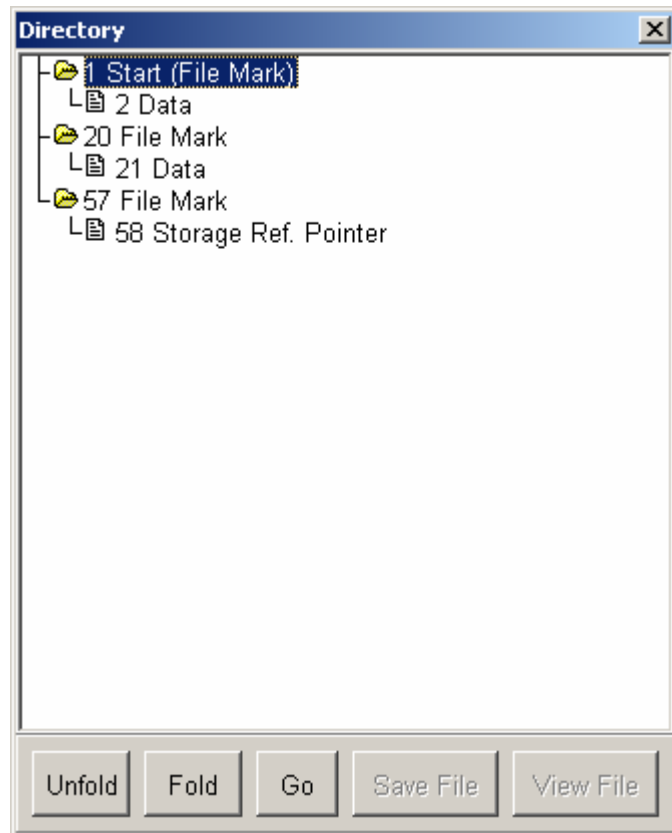 Directory
1 Start (File Mark)
2 Data
20 File Mark
21 Data
57 File Mark
58 Storage Ref. Pointer
Unfold Fold Go Save File View File